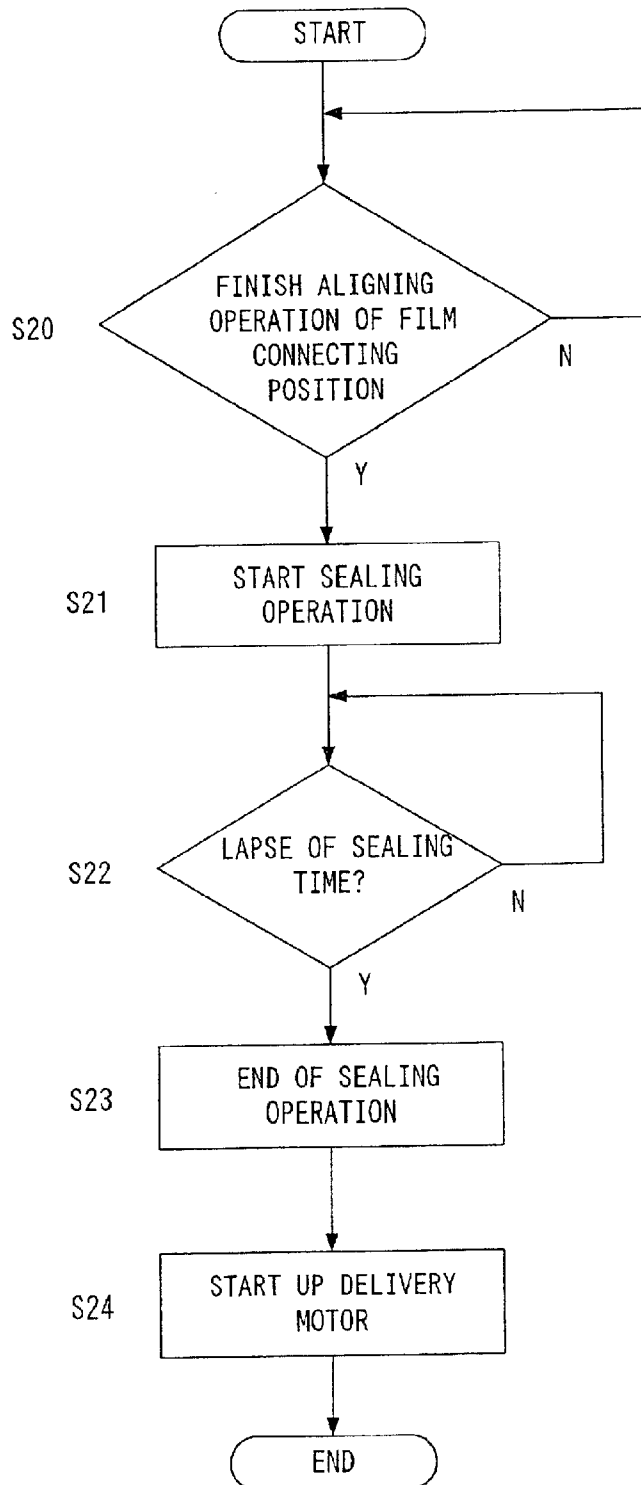 START
FINISH ALIGNING
S20
OPERATION OF FILM
CONNECTING
N
POSITION
Y
START SEALING
S21
OPERATION
LAPSE OF SEALING
S22
TIME?
N
Y
END OF SEALING
S23
OPERATION
START UP DELIVERY
S24
MOTOR
END